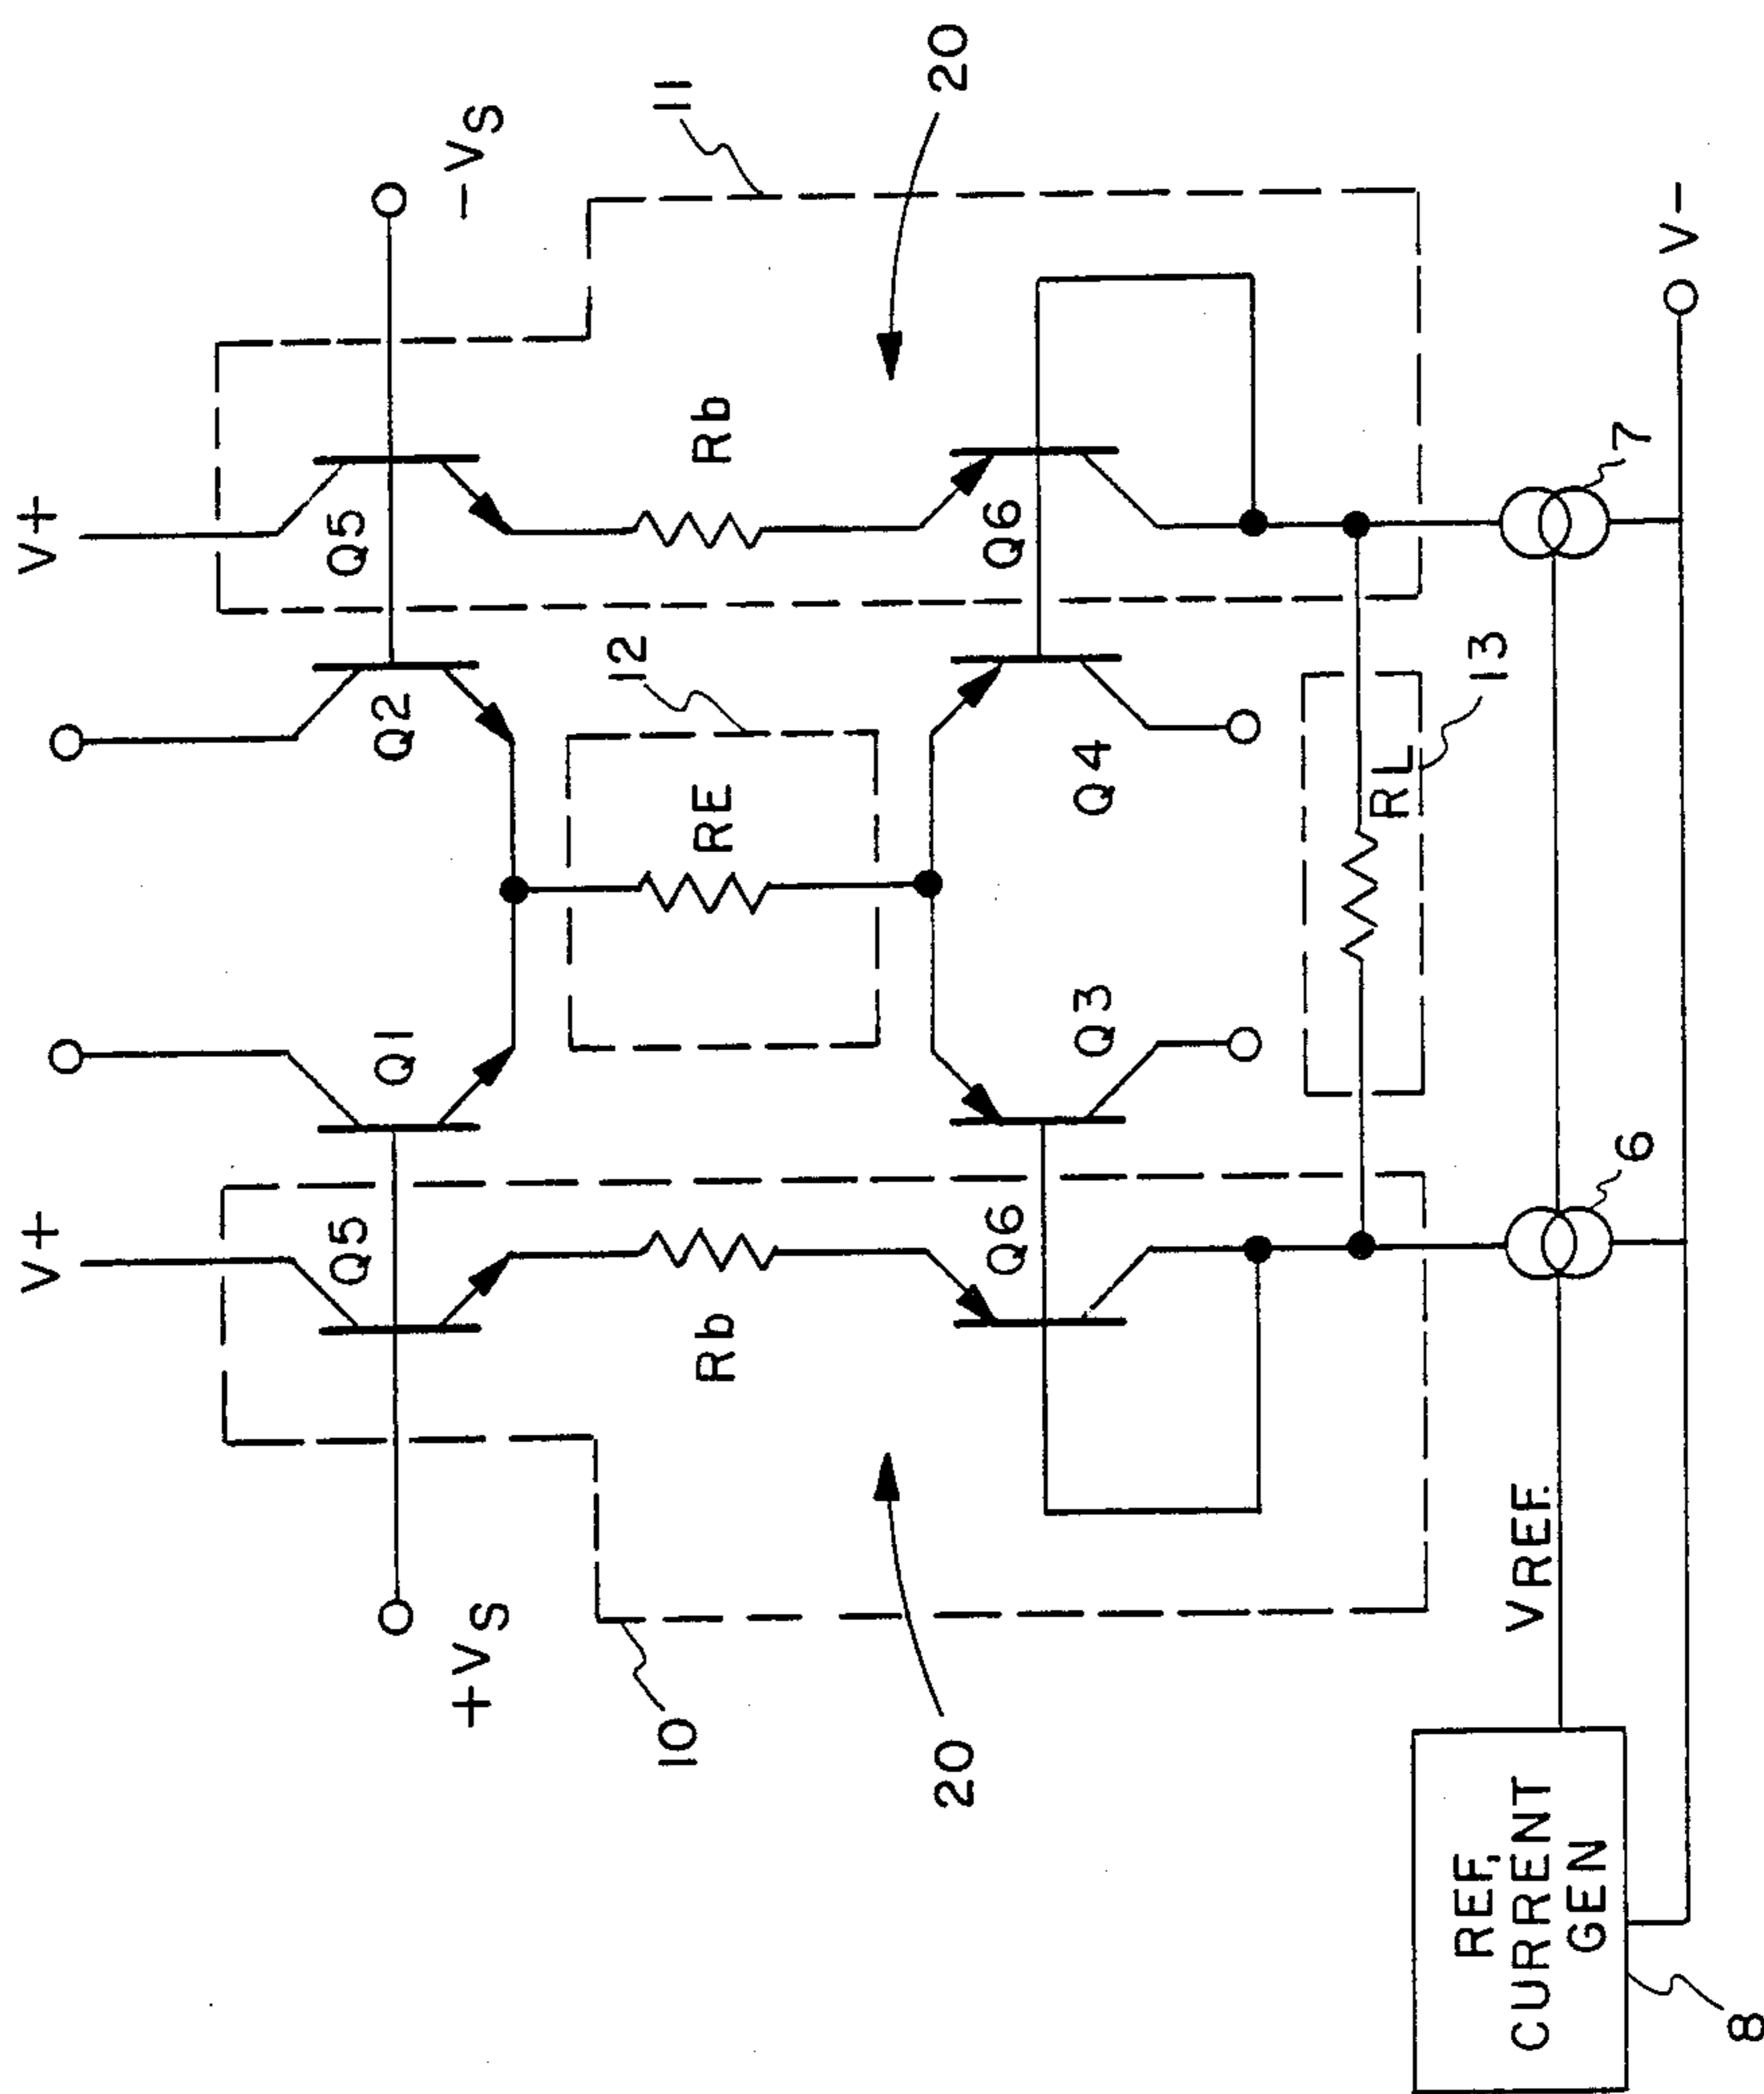 V+
V+
+VS
Q5
Q1
Q2
Q5
-VS
10
12
11
Rb
RE
Rb
20
20
Q6
Q3
Q4
Q6
RL
13
VREF.
6
7
REF,
CURRENT
GEN
V-
8